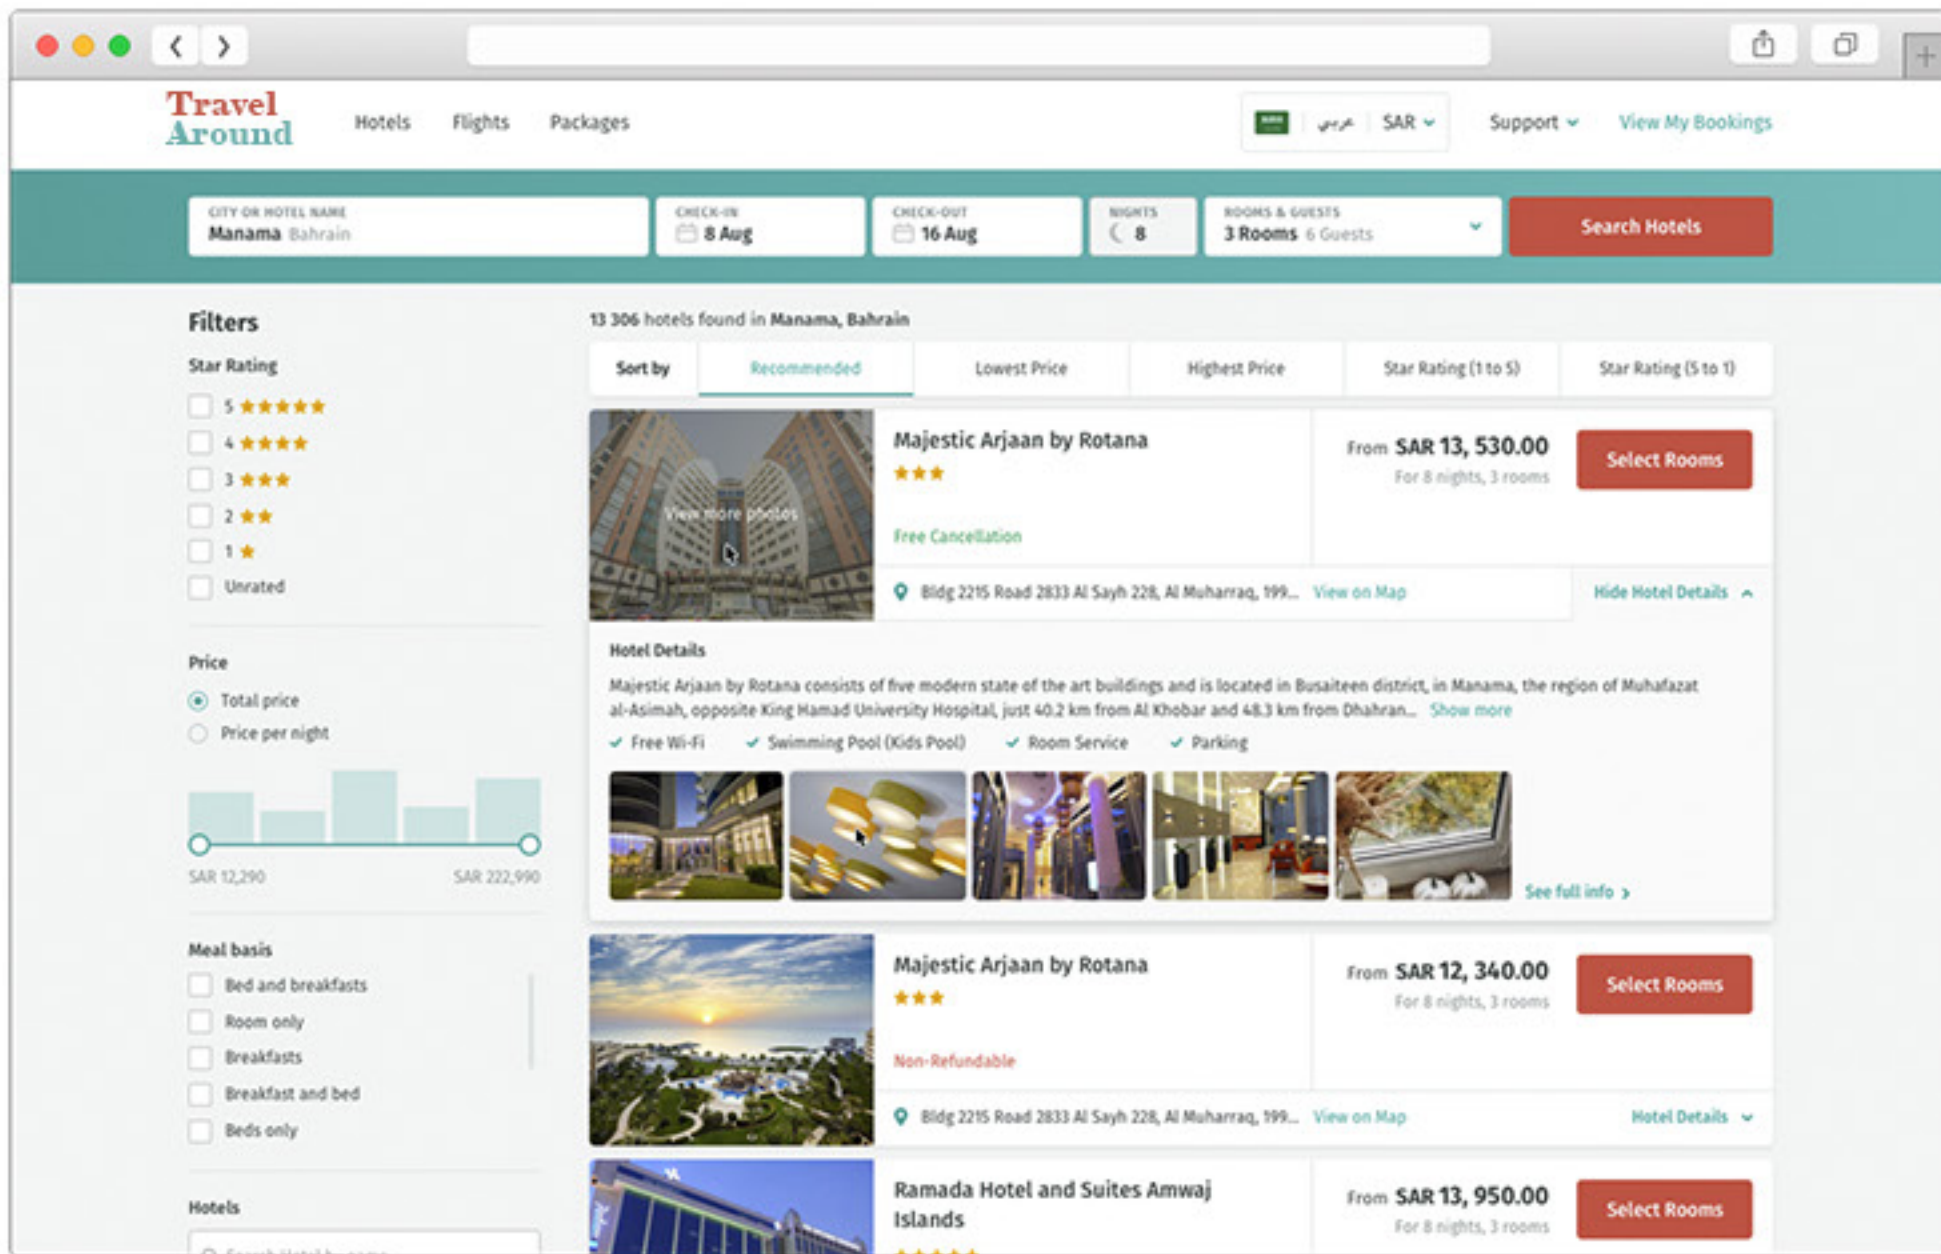 Travel
Around
Hotels
Flights
Packages
عربي
SAR
Support
View My Bookings
CITY OR HOTEL NAME
Manama Bahrain
CHECK-IN
8 Aug
CHECK-OUT
16 Aug
NIGHTS
8
ROOMS & GUESTS
3 Rooms 6 Guests
Search Hotels
Filters
Star Rating
5
4
3
2
1
Unrated
Price
Total price
Price per night
SAR 12,290
SAR 222,990
Meal basis
Bed and breakfasts
Room only
Breakfasts
Breakfast and bed
Beds only
Hotels
Search Hotel by name
13 306 hotels found in Manama, Bahrain
Sort by
Recommended
Lowest Price
Highest Price
Star Rating (1 to 5)
Star Rating (5 to 1)
View more photos
Majestic Arjaan by Rotana
Free Cancellation
From SAR 13, 530.00
For 8 nights, 3 rooms
Select Rooms
Bldg 2215 Road 2833 Al Sayh 228, Al Muharraq, 199... View on Map
Hide Hotel Details
Hotel Details
Majestic Arjaan by Rotana consists of five modern state of the art buildings and is located in Busaiteen district, in Manama, the region of Muhafazat
al-Asimah, opposite King Hamad University Hospital, just 40.2 km from Al Khobar and 48.3 km from Dhahran... Show more
Free Wi-Fi
Swimming Pool (Kids Pool)
Room Service
Parking
See full info
Majestic Arjaan by Rotana
Non-Refundable
From SAR 12, 340.00
For 8 nights, 3 rooms
Select Rooms
Bldg 2215 Road 2833 Al Sayh 228, Al Muharraq, 199... View on Map
Hotel Details
Ramada Hotel and Suites Amwaj
Islands
From SAR 13, 950.00
For 8 nights, 3 rooms
Select Rooms